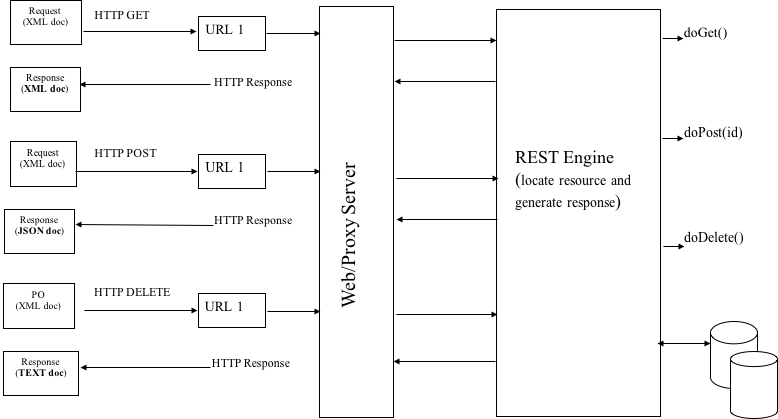 Request
(XML doc)
HTTP GET
URL 1
Response
(XML doc)
HTTP Response
Request
(XML doc)
HTTP POST
URL 1
Response
(JSON doc)
HTTP Response
PO
(XML doc)
HTTP DELETE
URL 1
Response
(TEXT doc)
HTTP Response
Web/Proxy Server
REST Engine
(locate resource and
generate response)
doGet()
doPost(id)
doDelete()